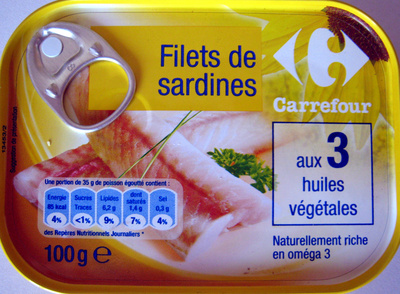 Filets de
sardines
Carrefour
aux 3
huiles
végétales
Une portion de 35 g de poisson égoutté contient :
Energie
85 kcal
4%
Sucres
Traces
<1%
Lipides
6,2 g
9%
dont
saturés
1,4 g
7%
Sel
0,3 g
4%
des Repères Nutritionnels Journaliers *
100g e
Naturellement riche
en oméga 3